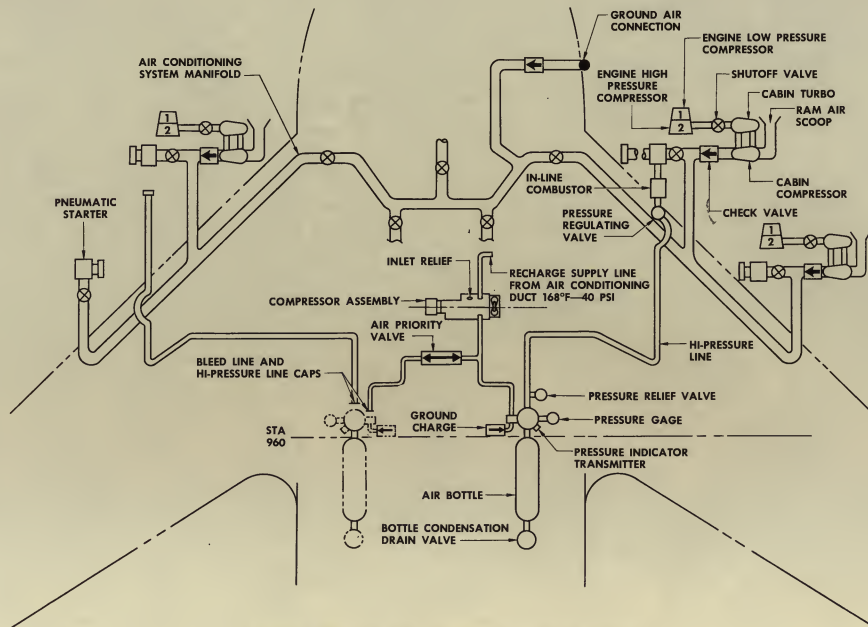 GROUND AIR
CONNECTION
ENGINE LOW PRESSURE
COMPRESSOR
AIR CONDITIONING
SYSTEM MANIFOLD
ENGINE HIGH
PRESSURE
COMPRESSOR
SHUTOFF VALVE
CABIN TURBO
RAM AIR
SCOOP
1
2
1
2
PNEUMATIC
STARTER
IN-LINE
COMBUSTOR
CABIN
COMPRESSOR
PRESSURE
REGULATING
VALVE
CHECK VALVE
1
2
INLET RELIEF
RECHARGE SUPPLY LINE
FROM AIR CONDITIONING
DUCT 168°F—40 PSI
COMPRESSOR ASSEMBLY
AIR PRIORITY
VALVE
HI-PRESSURE
LINE
BLEED LINE AND
HI-PRESSURE LINE CAPS
PRESSURE RELIEF VALVE
GROUND
CHARGE
PRESSURE GAGE
STA
960
PRESSURE INDICATOR
TRANSMITTER
AIR BOTTLE
BOTTLE CONDENSATION
DRAIN VALVE